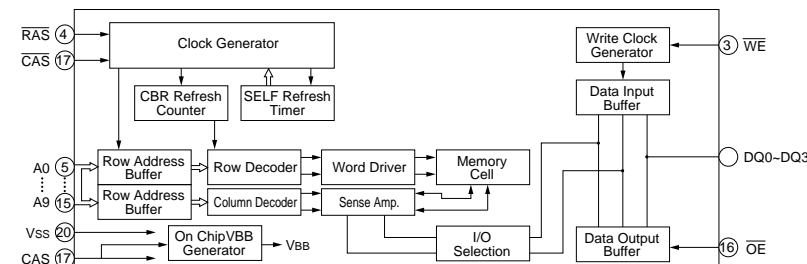 RAS 4
CAS 17
Clock Generator
Write Clock
Generator
3 WE
CBR Refresh
Counter
SELF Refresh
Timer
Data Input
Buffer
A0 5
A9 15
Row Address
Buffer
Row Decoder
Word Driver
Memory
Cell
DQ0~DQ3
Row Address
Buffer
Column Decoder
Sense Amp.
Vss 20
CAS 17
On ChipVBB
Generator
VBB
I/O
Selection
Data Output
Buffer
16 OE